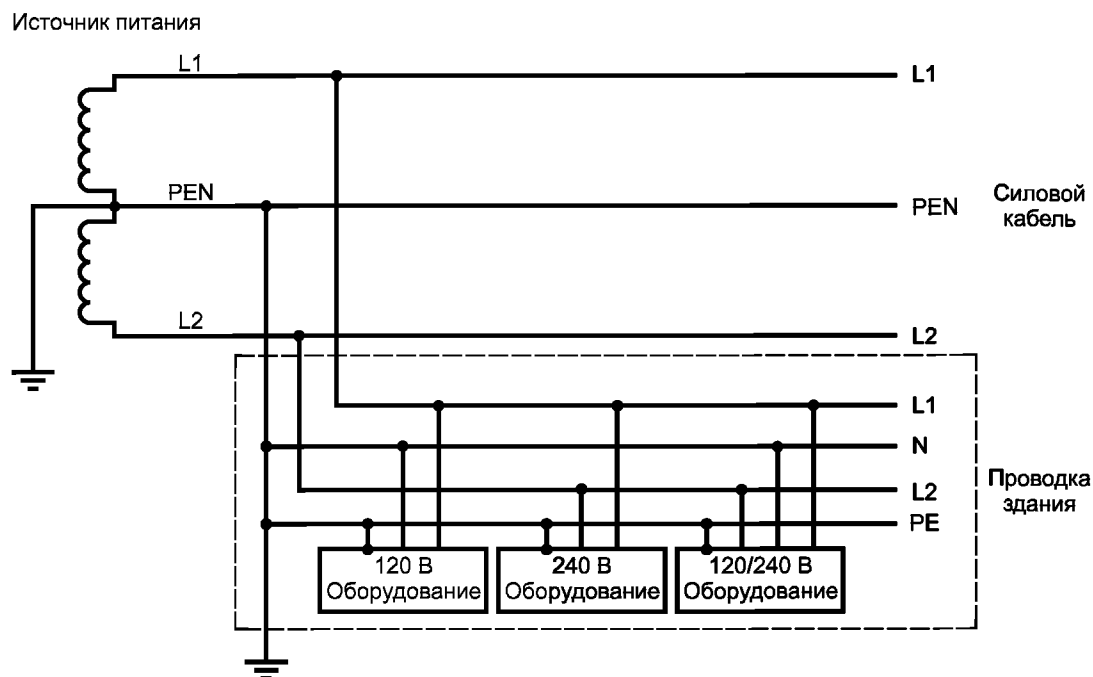 Источник питания
L1
L1
PEN
PEN
Силовой
кабель
L2
L2
L1
N
L2
PE
Проводка
здания
120 В
Оборудование
240 В
Оборудование
120/240 В
Оборудование